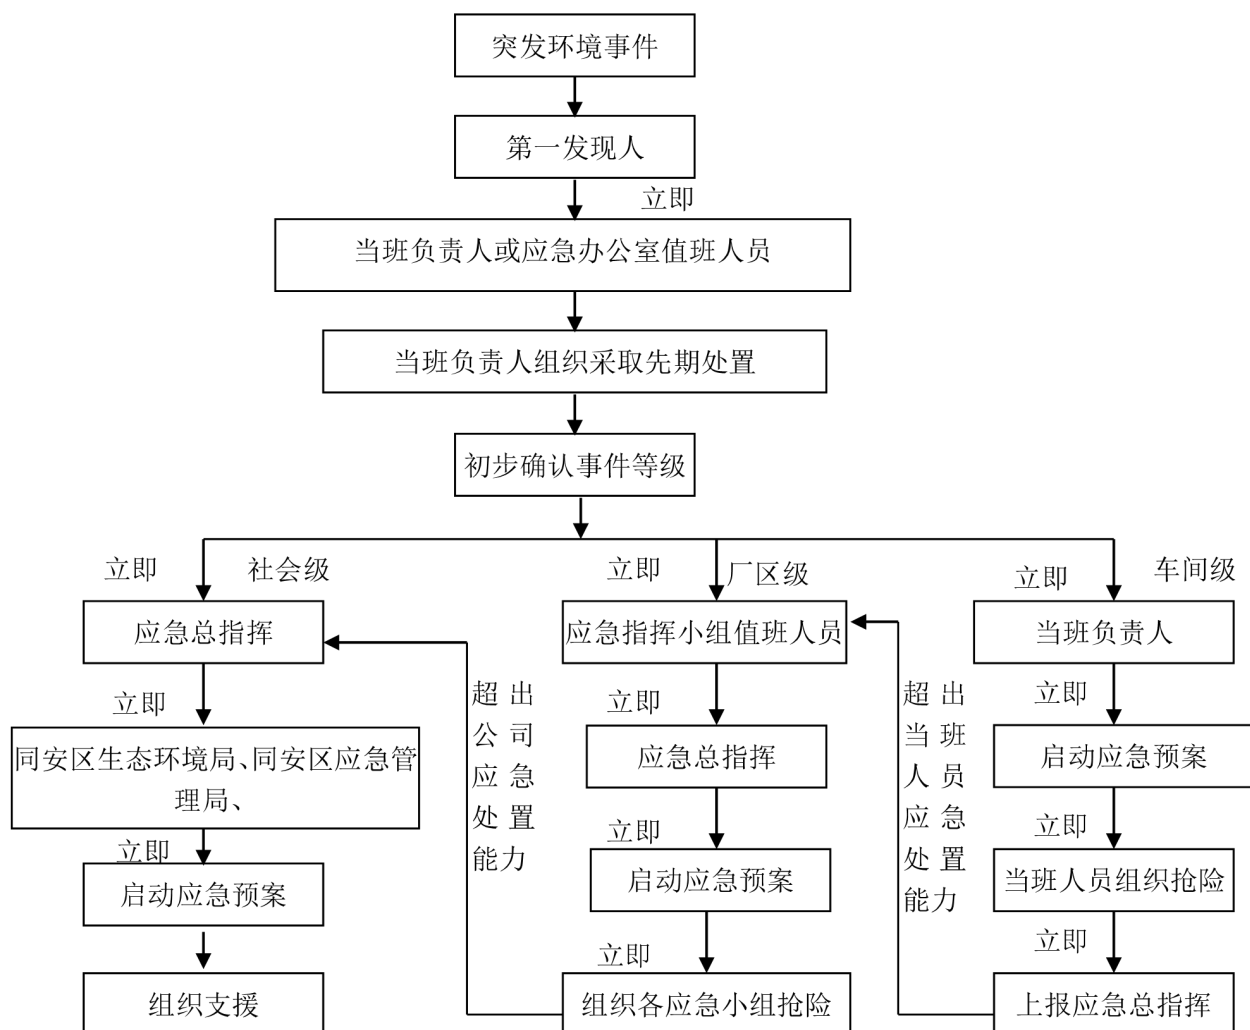 突发环境事件
第一发现人
立即
当班负责人或应急办公室值班人员
当班负责人组织采取先期处置
初步确认事件等级
立即
社会级
立即
厂区级
立即
车间级
应急总指挥
应急指挥小组值班人员
当班负责人
立即
立即
立即
超出
公司
应急
处置
能力
超出
当班
人员
应急
处置
能力
同安区生态环境局、同安区应急管
理局、
应急总指挥
启动应急预案
立即
立即
立即
启动应急预案
启动应急预案
当班人员组织抢险
立即
立即
组织支援
组织各应急小组抢险
上报应急总指挥